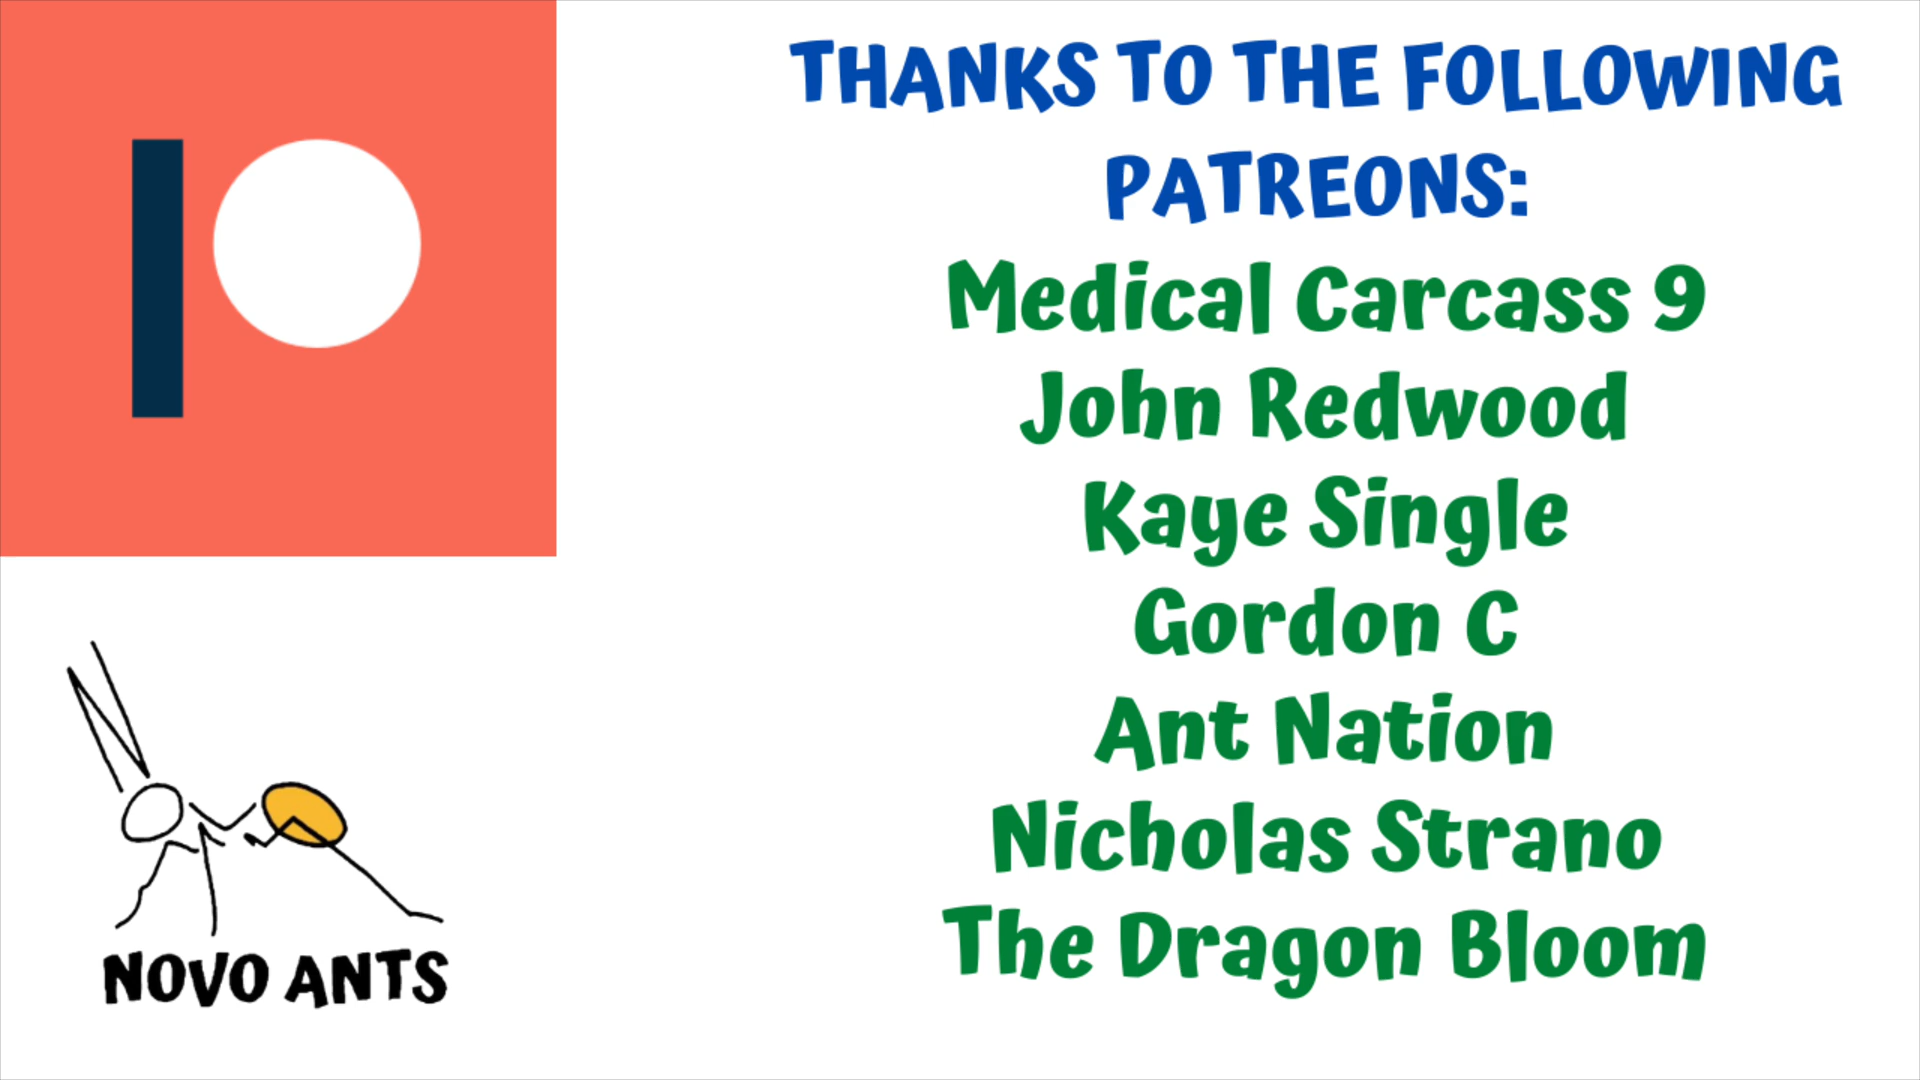 THANKS TO THE FOLLOWING
PATREONS:
Medical Carcass 9
John Redwood
Kaye Single
Gordon C
Ant Nation
Nicholas Strano
The Dragon Bloom
NOVO ANTS